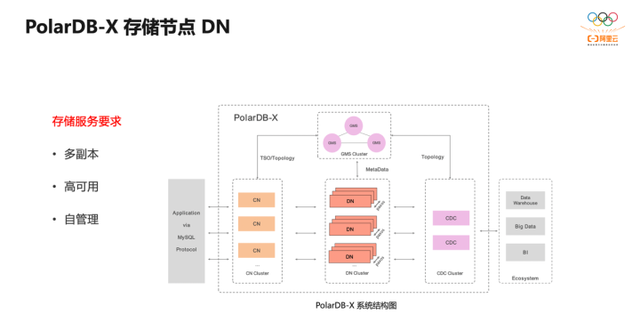 PolarDB-X 存储节点 DN
阿里云
存储服务要求
• 多副本
• 高可用
• 自管理
PolarDB-X
GMS
GMS
GMS
GMS Cluster
TSO/Topology
Topology
MetaData
Application
via
MySQL
Protocol
CN
CN
CN
...
CN Cluster
DN
DN
DN
...
DN Cluster
CDC
CDC
CDC Cluster
Data
Warehouse
Big Data
BI
Ecosystem
PolarDB-X 系统结构图